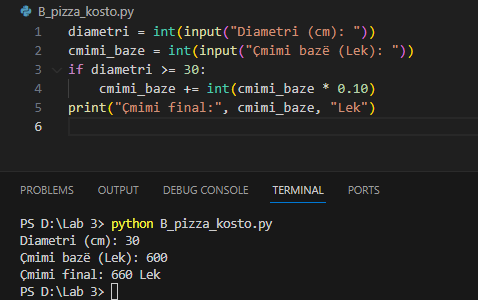 B_pizza_kosto.py
1 diametri = int(input("Diametri (cm): "))
2 cmimi_baze = int(input("Çmimi bazë (Lek): "))
3 if diametri >= 30:
4     cmimi_baze += int(cmimi_baze * 0.10)
5 print("Çmimi final:", cmimi_baze, "Lek")
6
PROBLEMS OUTPUT DEBUG CONSOLE TERMINAL PORTS
PS D:\Lab 3> python B_pizza_kosto.py
Diametri (cm): 30
Çmimi bazë (Lek): 600
Çmimi final: 660 Lek
PS D:\Lab 3>